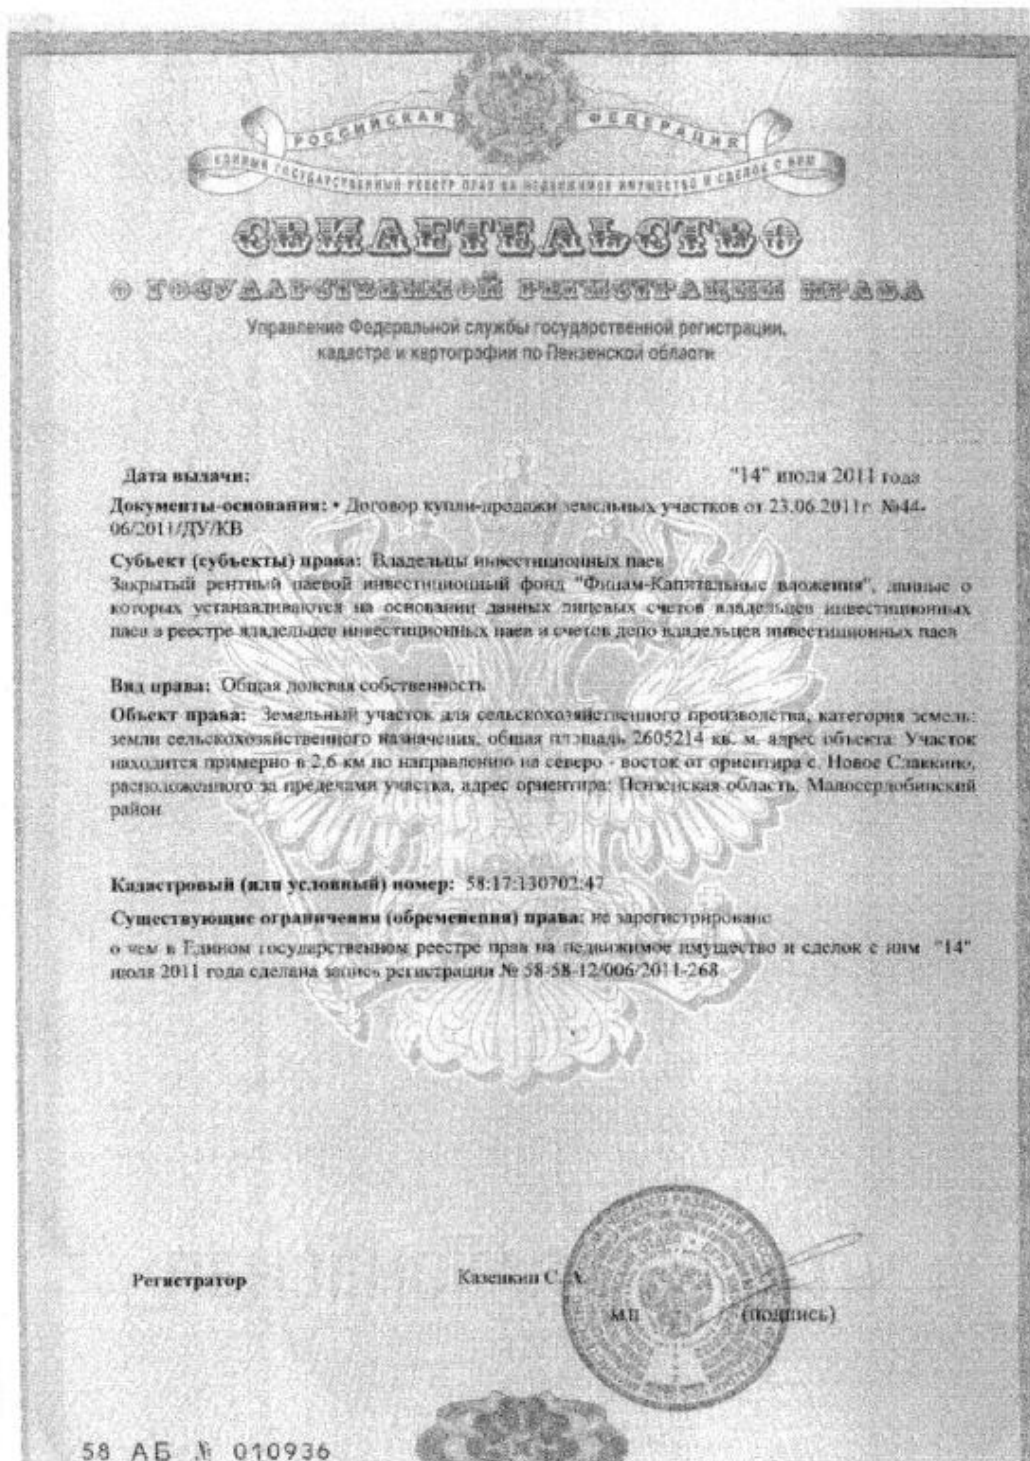 РОССИЙСКАЯ ФЕДЕРАЦИЯ
ЕДИНЫЙ ГОСУДАРСТВЕННЫЙ РЕЕСТР ПРАВ НА НЕДВИЖИМОЕ ИМУЩЕСТВО И СДЕЛОК С НИМ
СВИДЕТЕЛЬСТВО
О ГОСУДАРСТВЕННОЙ РЕГИСТРАЦИИ ПРАВА
Управление Федеральной службы государственной регистрации,
кадастра и картографии по Пензенской области
Дата выдачи: "14" июля 2011 года
Документы-основания: • Договор купли-продажи земельных участков от 23.06.2011г. №44-
06/2011/ДУ/КВ
Субъект (субъекты) права: Владельцы инвестиционных паев
Закрытый рентный паевой инвестиционный фонд "Финам-Капитальные вложения", данные о
которых устанавливаются на основании данных лицевых счетов владельцев инвестиционных
паев в реестре владельцев инвестиционных паев и счетов депо владельцев инвестиционных паев
Вид права: Общая долевая собственность
Объект права: Земельный участок для сельскохозяйственного производства, категория земель:
земли сельскохозяйственного назначения, общая площадь 2605214 кв. м, адрес объекта: Участок
находится примерно в 2,6 км по направлению на северо - восток от ориентира с. Новое Славкино,
расположенного за пределами участка, адрес ориентира: Пензенская область, Малосердобинский
район
Кадастровый (или условный) номер: 58:17:130702:47
Существующие ограничения (обременения) права: не зарегистрировано
о чем в Едином государственном реестре прав на недвижимое имущество и сделок с ним "14"
июля 2011 года сделана запись регистрации № 58-58-12/006/2011-268
Регистратор Казенкин С. А.
м.п. (подпись)
58 АБ № 010936